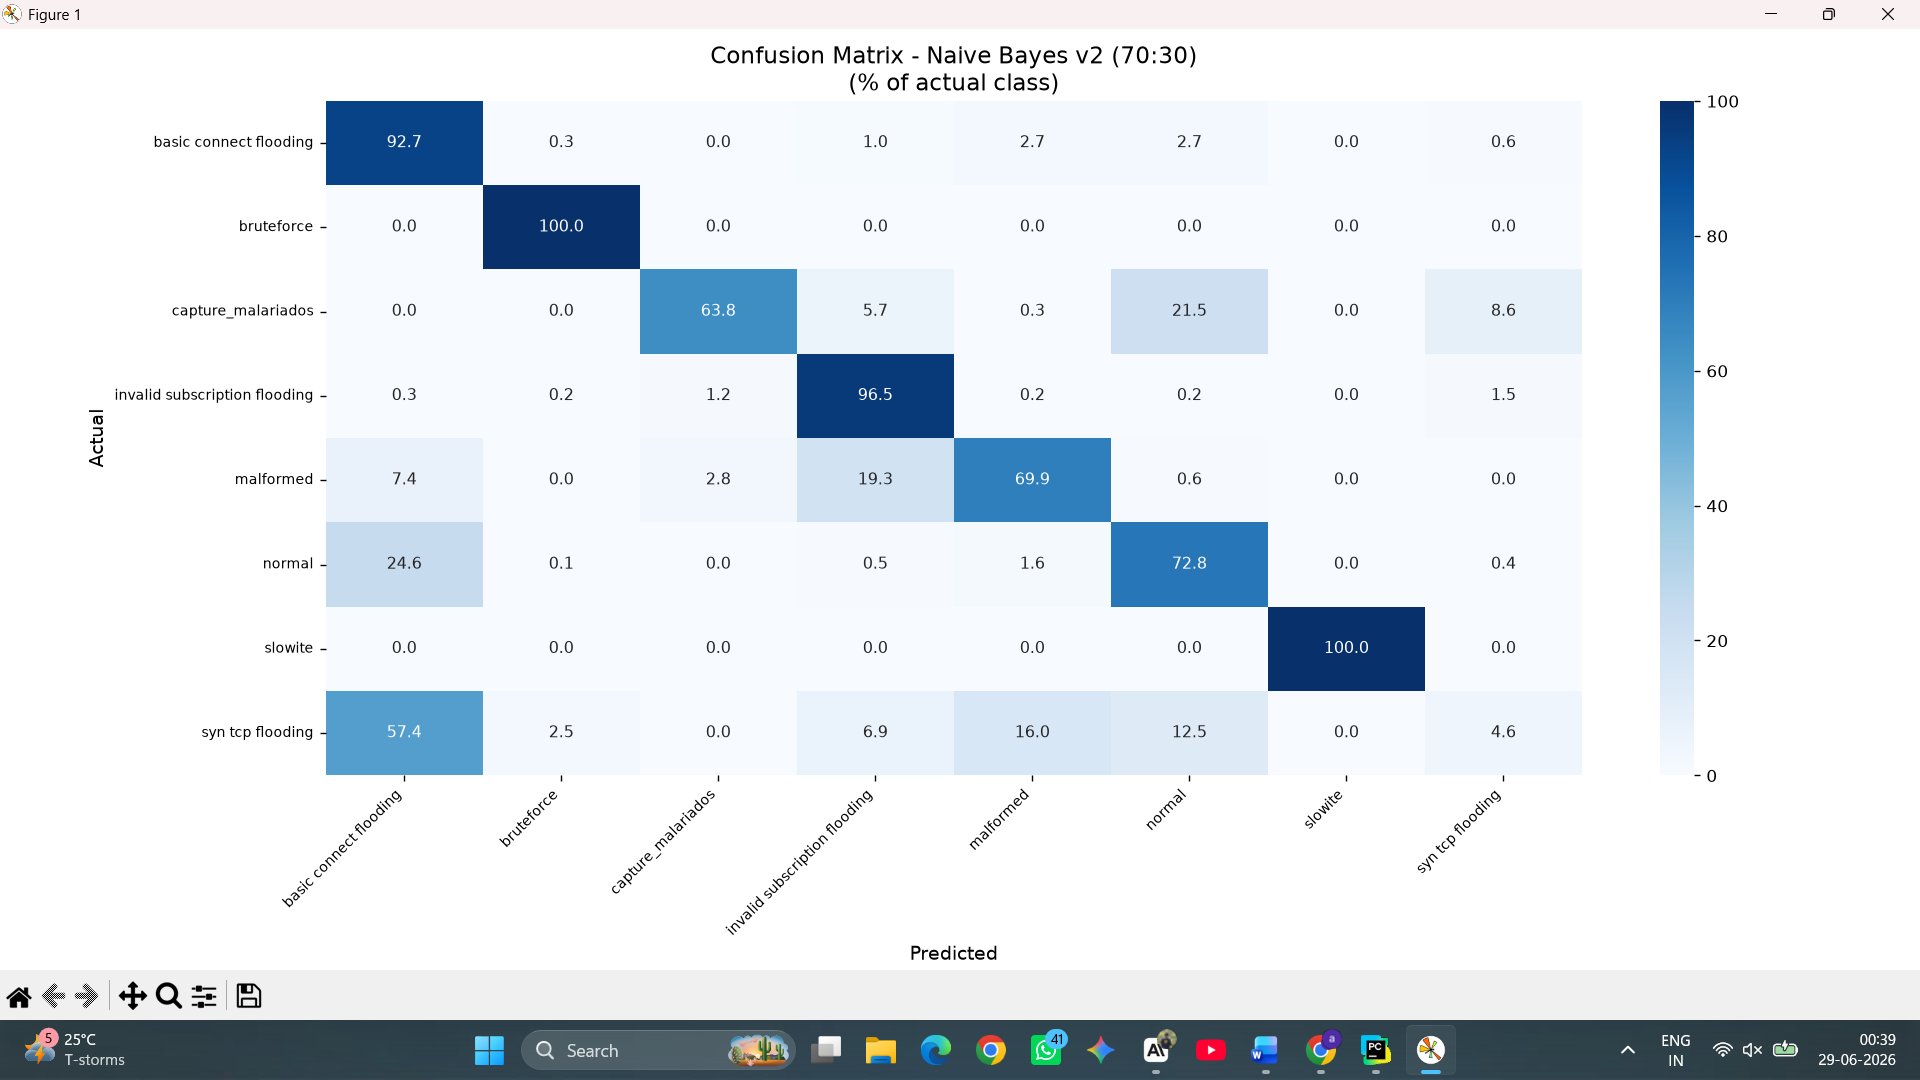 Figure 1
Confusion Matrix - Naive Bayes v2 (70:30)
(% of actual class)
basic connect flooding 92.7 0.3 0.0 1.0 2.7 2.7 0.0 0.6
bruteforce 0.0 100.0 0.0 0.0 0.0 0.0 0.0 0.0
capture_malariados 0.0 0.0 63.8 5.7 0.3 21.5 0.0 8.6
invalid subscription flooding 0.3 0.2 1.2 96.5 0.2 0.2 0.0 1.5
malformed 7.4 0.0 2.8 19.3 69.9 0.6 0.0 0.0
normal 24.6 0.1 0.0 0.5 1.6 72.8 0.0 0.4
slowite 0.0 0.0 0.0 0.0 0.0 0.0 100.0 0.0
syn tcp flooding 57.4 2.5 0.0 6.9 16.0 12.5 0.0 4.6
Actual
basic connect flooding
bruteforce
capture_malariados
invalid subscription flooding
malformed
normal
slowite
syn tcp flooding
Predicted
100
80
60
40
20
0
5
25°C
T-storms
Search
41
a
PC
W
ENG
IN
00:39
29-06-2026